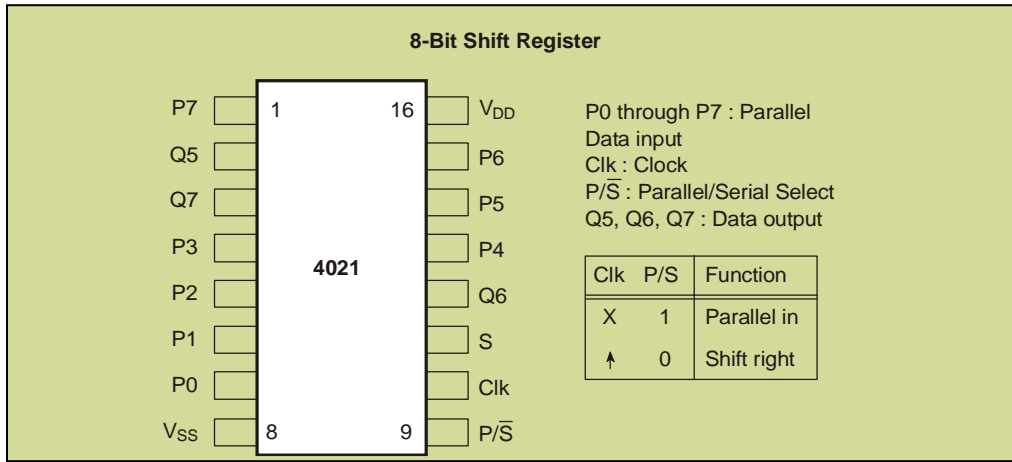 8-Bit Shift Register
P7
1
16
VDD
Q5
P6
Q7
P5
P3
P4
4021
P2
Q6
P1
S
P0
Clk
VSS
8
9
P/S̅
P0 through P7 : Parallel
Data input
Clk : Clock
P/S̅ : Parallel/Serial Select
Q5, Q6, Q7 : Data output
Clk P/S Function
X 1 Parallel in
↑ 0 Shift right